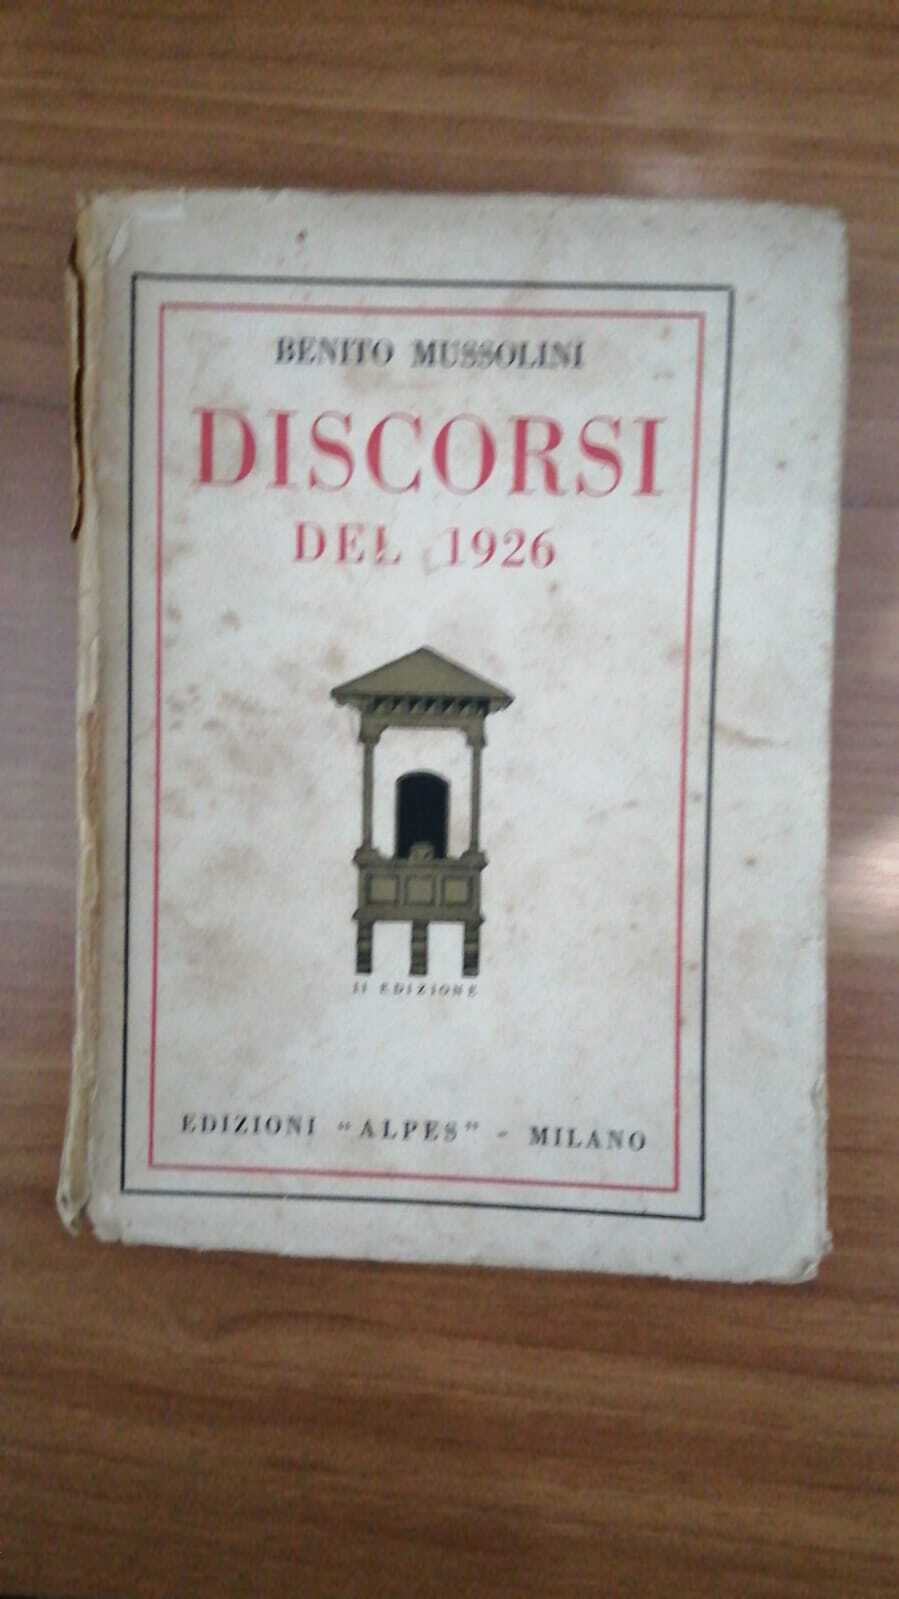 BENITO MUSSOLINI
DISCORSI
DEL 1926
II EDIZIONE
EDIZIONI "ALPES" - MILANO